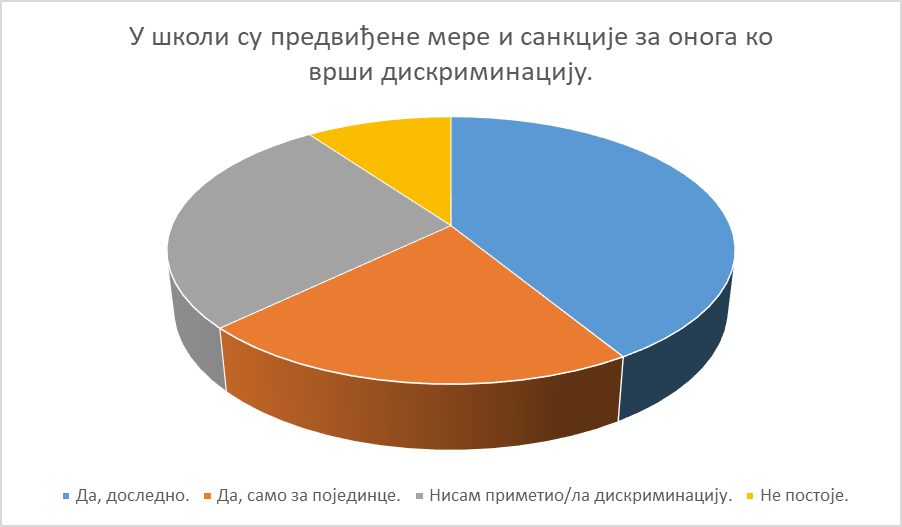 У школи су предвиђене мере и санкције за онога ко
врши дискриминацију.
Да, доследно. Да, само за појединце. Нисам приметио/ла дискриминацију. Не постоје.